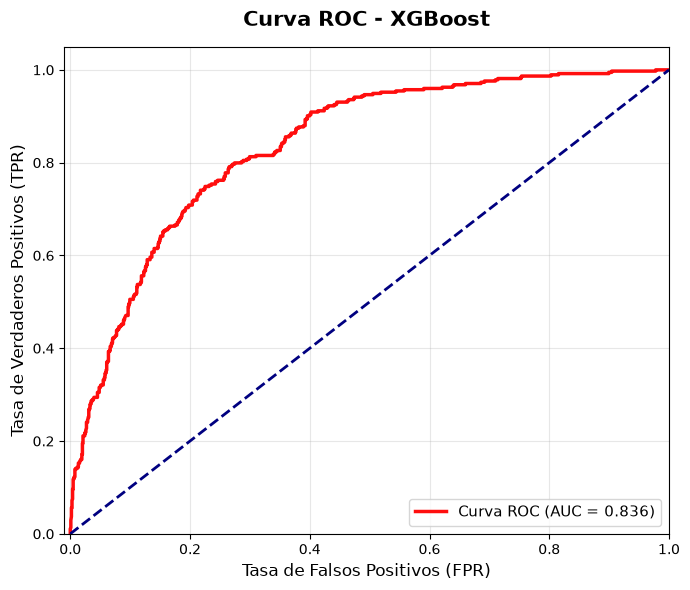 Curva ROC - XGBoost
Tasa de Verdaderos Positivos (TPR)
1.0
0.8
0.6
0.4
0.2
0.0
Curva ROC (AUC = 0.836)
0.0 0.2 0.4 0.6 0.8 1.0
Tasa de Falsos Positivos (FPR)